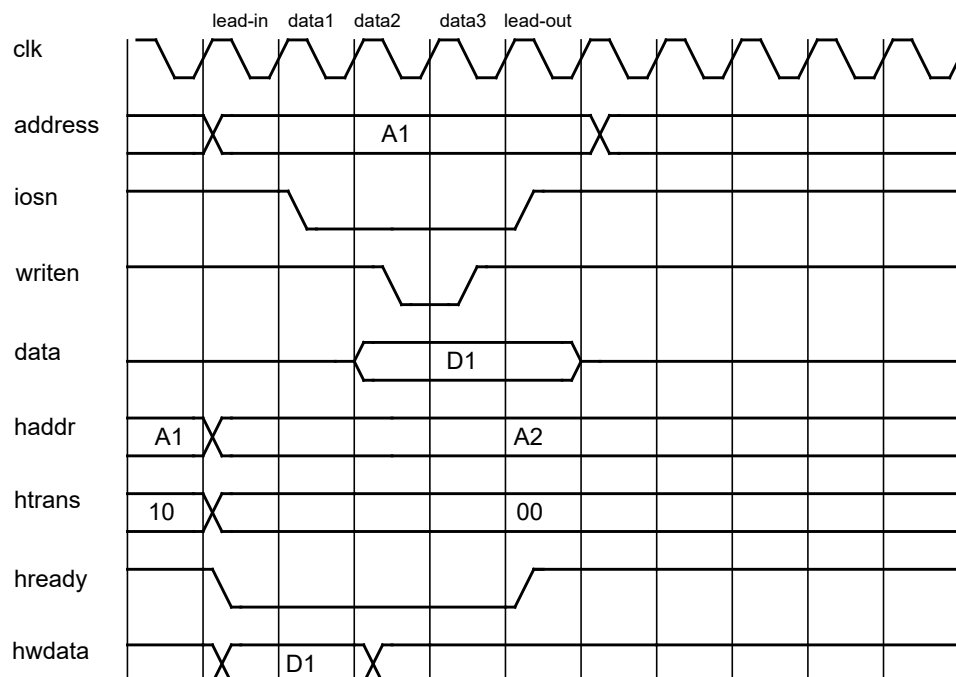 lead-in data1 data2 data3 lead-out
clk
address A1
iosn
writen
data D1
haddr A1 A2
htrans 10 00
hready
hwdata D1